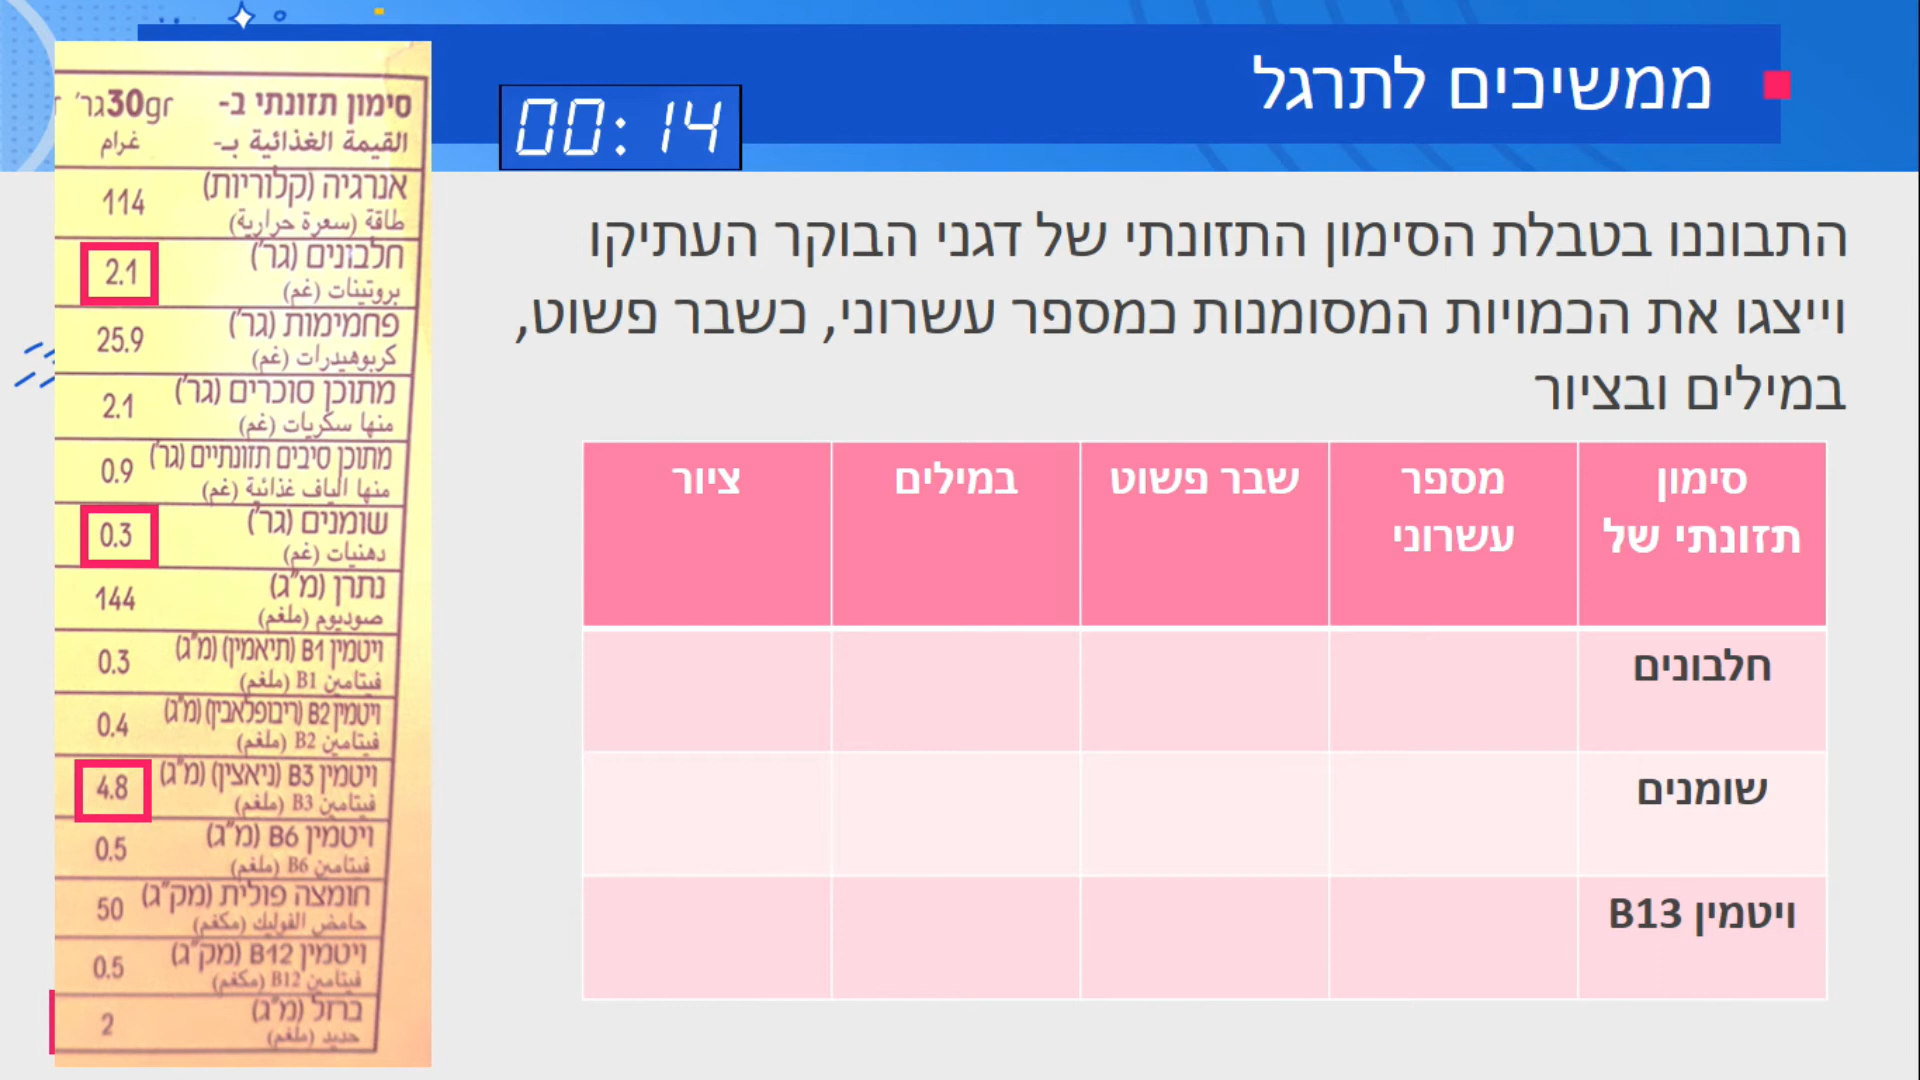 ממשיכים לתרגל
00:14
התבוננו בטבלת הסימון התזונתי של דגני הבוקר העתיקו
וייצגו את הכמויות המסומנות כמספר עשרוני, כשבר פשוט,
במילים ובציור
סימון תזונתי של
מספר עשרוני
שבר פשוט
במילים
ציור
חלבונים
שומנים
ויטמין B13
סימון תזונתי ב- 30gr גר'
القيمة الغذائية بـ- غرام
אנרגיה (קלוריות) 114
طاقة (سعرة حرارية)
חלבונים (גר') 2.1
بروتينات (غم)
פחמימות (גר') 25.9
كربوهيدرات (غم)
מתוכן סוכרים (גר') 2.1
منها سكريات (غم)
מתוכן סיבים תזונתיים (גר') 0.9
منها الياف غذائية (غم)
שומנים (גר') 0.3
دهنيات (غم)
נתרן (מ"ג) 144
صوديوم (ملغم)
ויטמין B1 (תיאמין) (מ"ג) 0.3
فيتامين B1 (ملغم)
ויטמין B2 (ריבופלאבין) (מ"ג) 0.4
فيتامين B2 (ملغم)
ויטמין B3 (ניאצין) (מ"ג) 4.8
فيتامين B3 (ملغم)
ויטמין B6 (מ"ג) 0.5
فيتامين B6 (ملغم)
חומצה פולית (מק"ג) 50
حامض الفوليك (مكغم)
ויטמין B12 (מק"ג) 0.5
فيتامين B12 (مكغم)
ברזל (מ"ג) 2
حديد (ملغم)